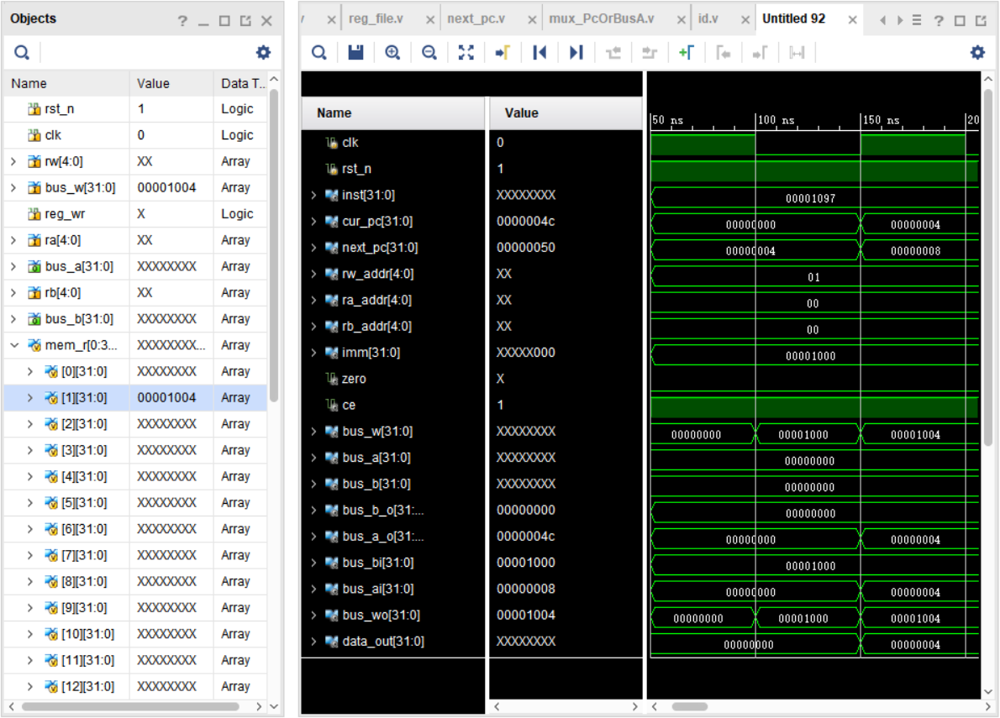 Objects
Name Value Data T...
rst_n 1 Logic
clk 0 Logic
rw[4:0] XX Array
bus_w[31:0] 00001004 Array
reg_wr X Logic
ra[4:0] XX Array
bus_a[31:0] XXXXXXXX Array
rb[4:0] XX Array
bus_b[31:0] XXXXXXXX Array
mem_r[0:3... XXXXXXXX... Array
[0][31:0] XXXXXXXX Array
[1][31:0] 00001004 Array
[2][31:0] XXXXXXXX Array
[3][31:0] XXXXXXXX Array
[4][31:0] XXXXXXXX Array
[5][31:0] XXXXXXXX Array
[6][31:0] XXXXXXXX Array
[7][31:0] XXXXXXXX Array
[8][31:0] XXXXXXXX Array
[9][31:0] XXXXXXXX Array
[10][31:0] XXXXXXXX Array
[11][31:0] XXXXXXXX Array
[12][31:0] XXXXXXXX Array
reg_file.v next_pc.v mux_PcOrBusA.v id.v Untitled 92
Name Value
50 ns 100 ns 150 ns 20
clk 0
rst_n 1
inst[31:0] XXXXXXXX 00001097
cur_pc[31:0] 0000004c 00000000 00000004
next_pc[31:0] 00000050 00000004 00000008
rw_addr[4:0] XX 01
ra_addr[4:0] XX 00
rb_addr[4:0] XX 00
imm[31:0] XXXXX000 00001000
zero X
ce 1
bus_w[31:0] XXXXXXXX 00000000 00001000 00001004
bus_a[31:0] XXXXXXXX 00000000
bus_b[31:0] XXXXXXXX 00000000
bus_b_o[31:... 00000000 00000000
bus_a_o[31:... 0000004c 00000000 00000004
bus_bi[31:0] 00001000 00001000
bus_ai[31:0] 00000008 00000000 00000004
bus_wo[31:0] 00001004 00000000 00001000 00001004
data_out[31:0] XXXXXXXX 00000000 00000004